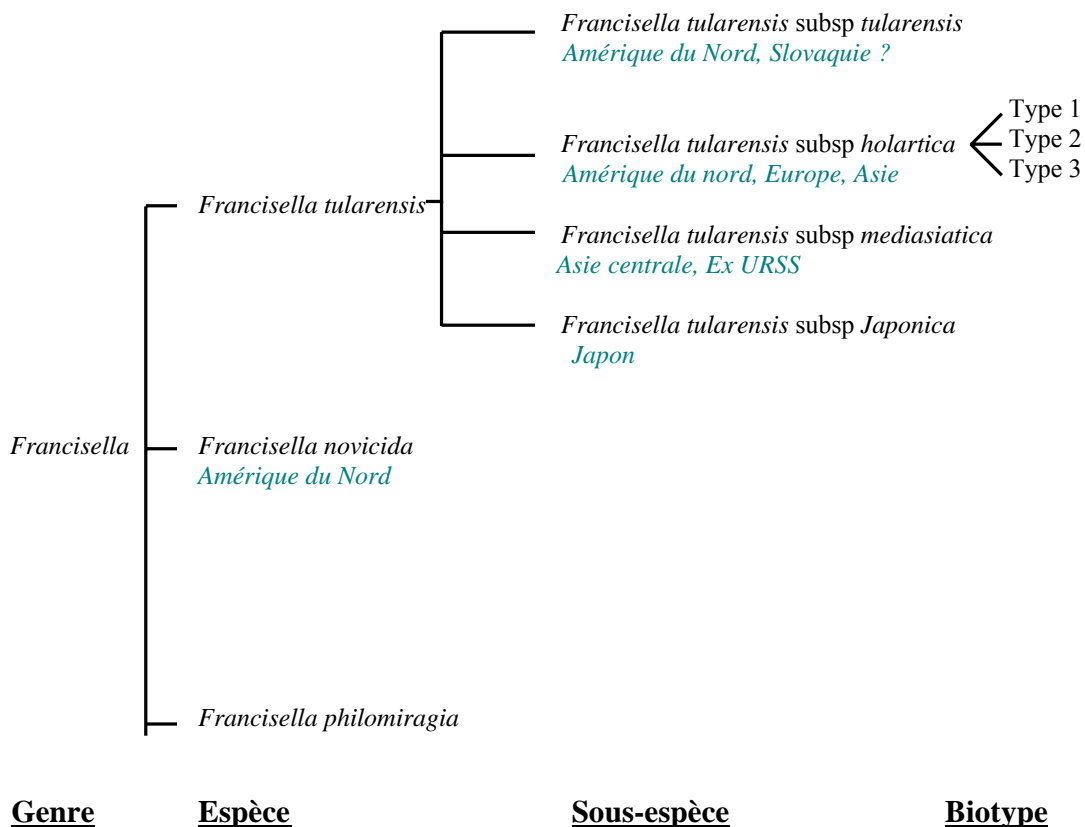 Francisella tularensis subsp tularensis
Amérique du Nord, Slovaquie ?
Francisella tularensis subsp holartica
Amérique du nord, Europe, Asie
Type 1
Type 2
Type 3
Francisella tularensis
Francisella tularensis subsp mediasiatica
Asie centrale, Ex URSS
Francisella tularensis subsp Japonica
Japon
Francisella
Francisella novicida
Amérique du Nord
Francisella philomiragia
Genre Espèce Sous-espèce Biotype